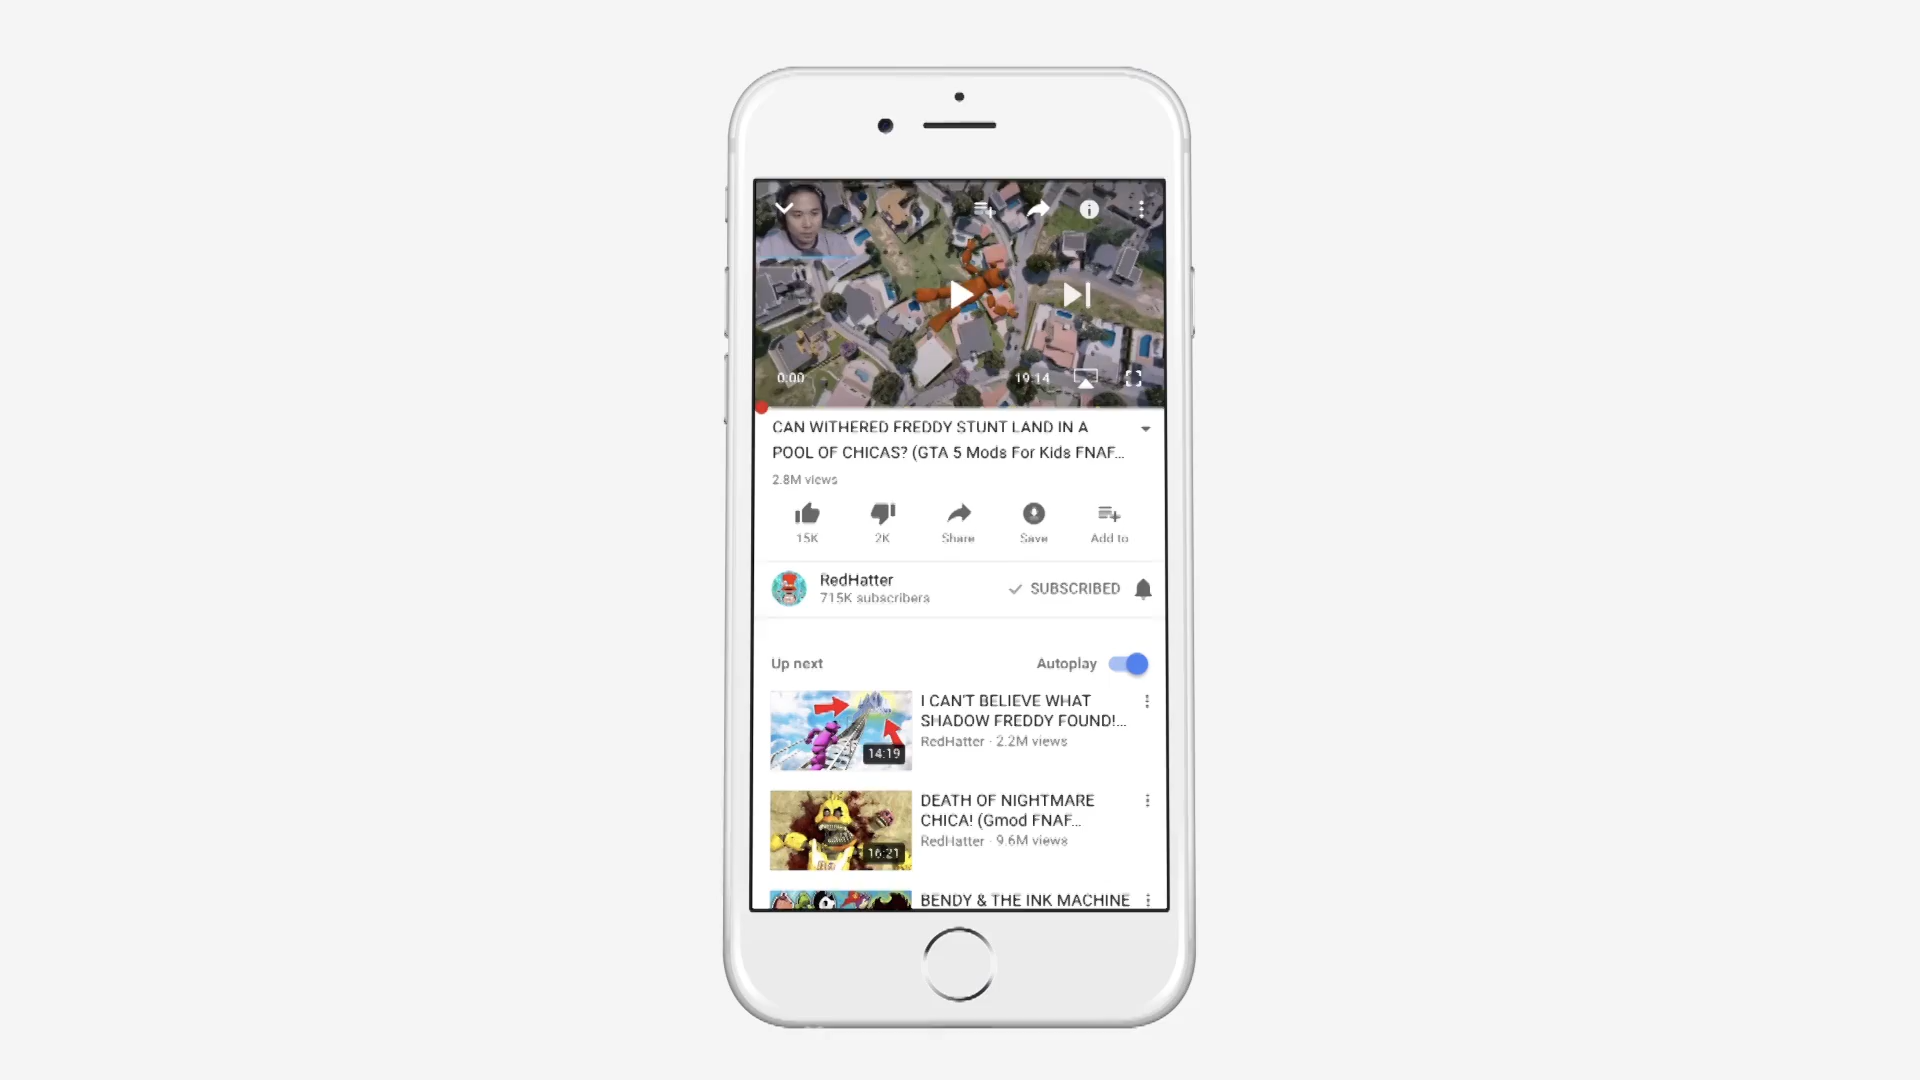 0:00
19:14
CAN WITHERED FREDDY STUNT LAND IN A
POOL OF CHICAS? (GTA 5 Mods For Kids FNAF...
2.8M views
15K
2K
Share
Save
Add to
RedHatter
715K subscribers
SUBSCRIBED
Up next
Autoplay
14:19
I CAN'T BELIEVE WHAT
SHADOW FREDDY FOUND!...
RedHatter · 2.2M views
16:21
DEATH OF NIGHTMARE
CHICA! (Gmod FNAF...
RedHatter · 9.6M views
BENDY & THE INK MACHINE